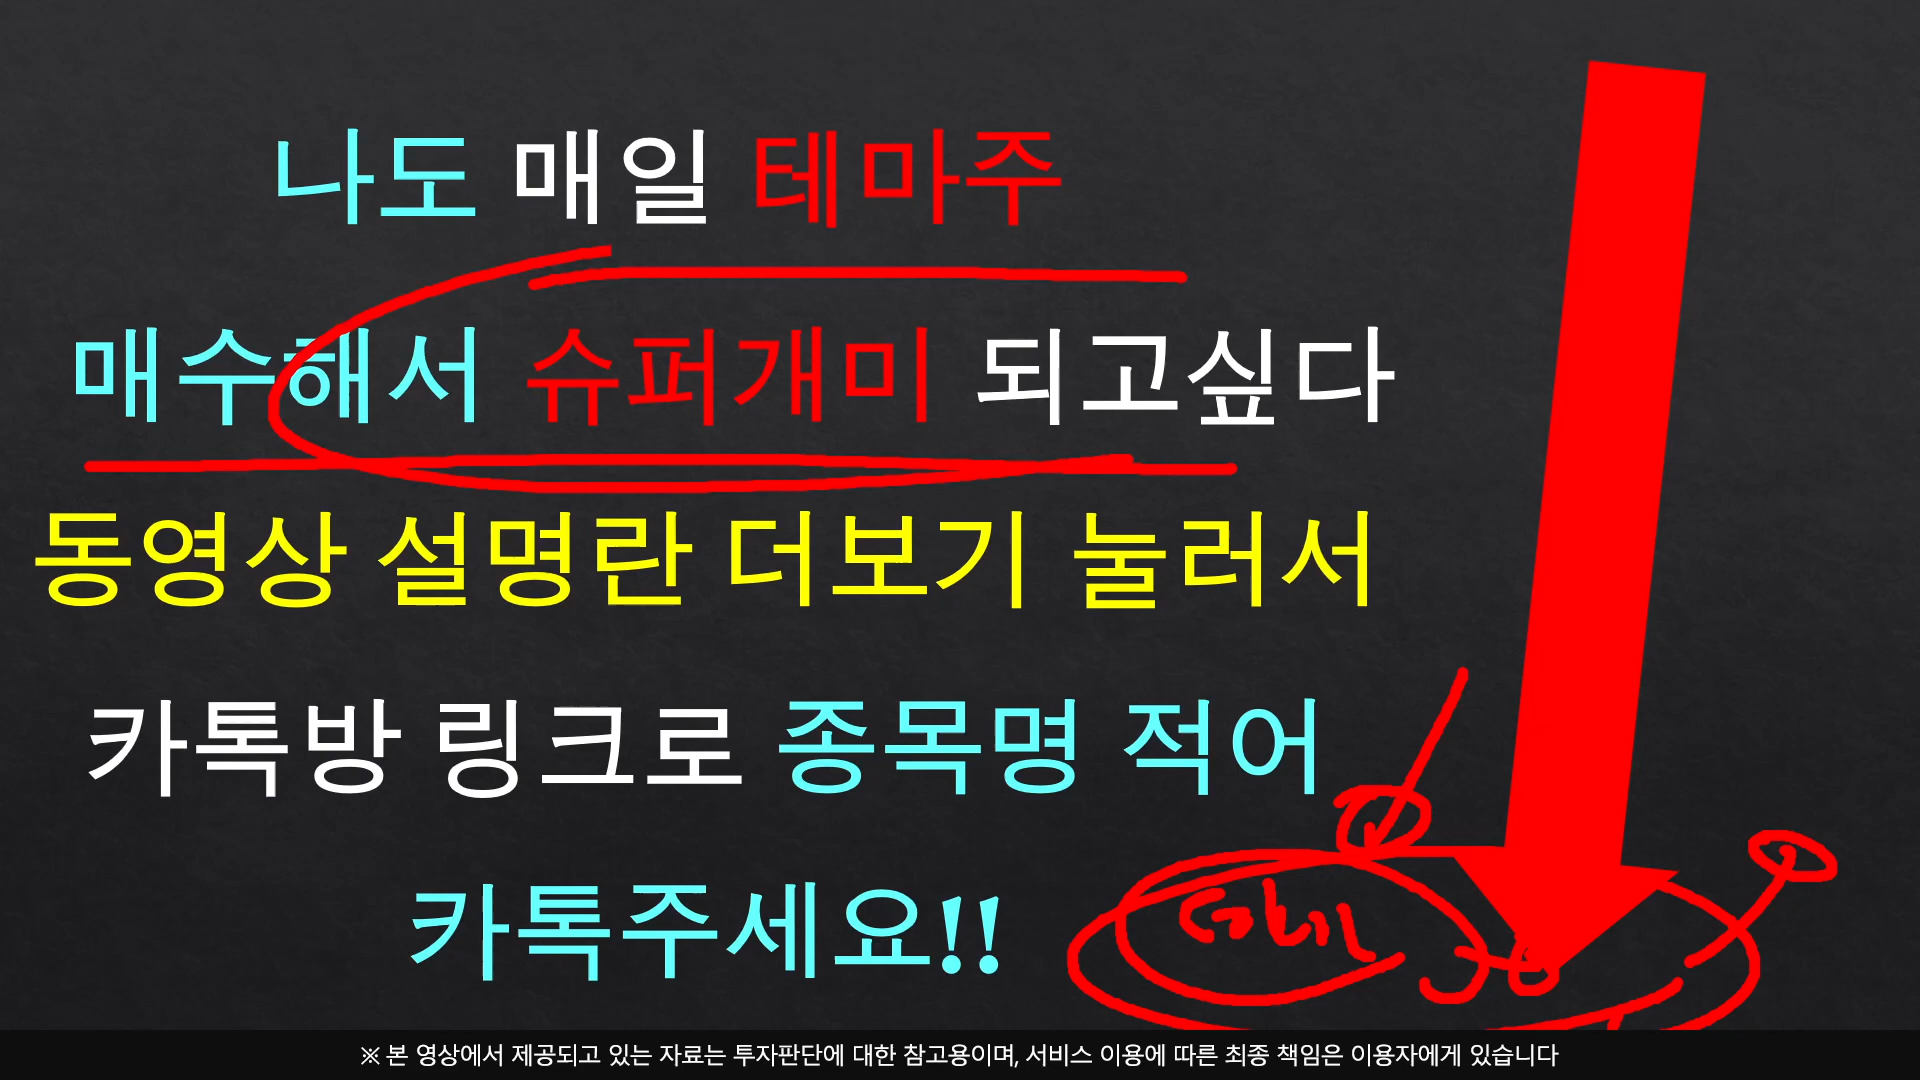 나도 매일 테마주
매수해서 슈퍼개미 되고싶다
동영상 설명란 더보기 눌러서
카톡방 링크로 종목명 적어
카톡주세요!!
※ 본 영상에서 제공되고 있는 자료는 투자판단에 대한 참고용이며, 서비스 이용에 따른 최종 책임은 이용자에게 있습니다